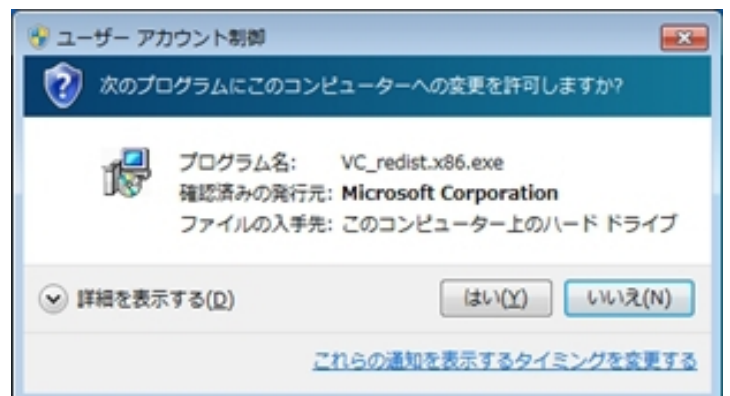 ユーザー アカウント制御
次のプログラムにこのコンピューターへの変更を許可しますか?
プログラム名: VC_redist.x86.exe
確認済みの発行元: Microsoft Corporation
ファイルの入手先: このコンピューター上のハード ドライブ
詳細を表示する(D) はい(Y) いいえ(N)
これらの通知を表示するタイミングを変更する